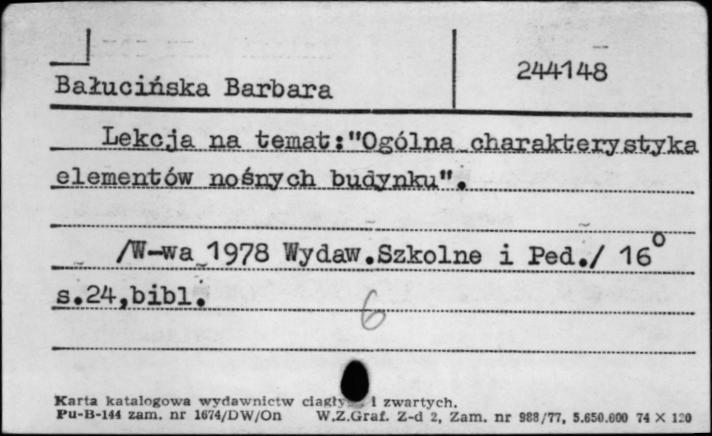 244148
Bałucińska Barbara
Lekcja na temat:"Ogólna charakterystyka
elementów nośnych budynku".
/W-wa 1978 Wydaw.Szkolne i Ped./ 16°
s.24,bibl.
6
Karta katalogowa wydawnictw ciągły i zwartych.
Pu-B-144 zam. nr 1674/DW/On W.Z.Graf. Z-d 2, Zam. nr 988/77, 5.650.000 74 X 120